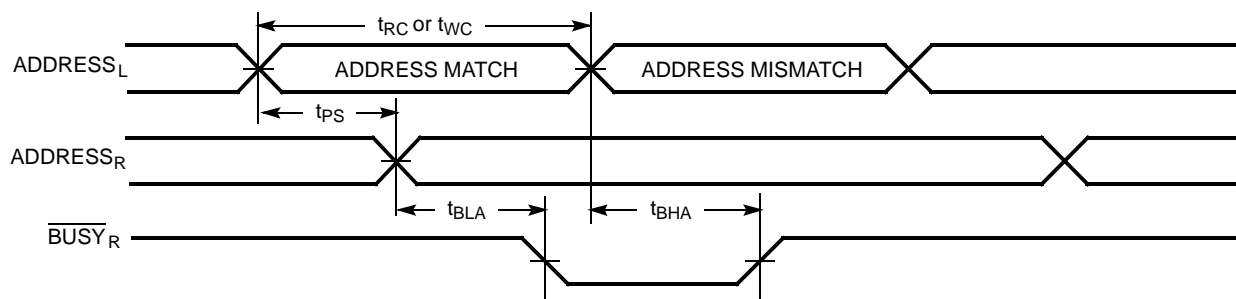 tRC or tWC
ADDRESSL
ADDRESS MATCH
ADDRESS MISMATCH
tPS
ADDRESSR
tBLA
tBHA
BUSYR